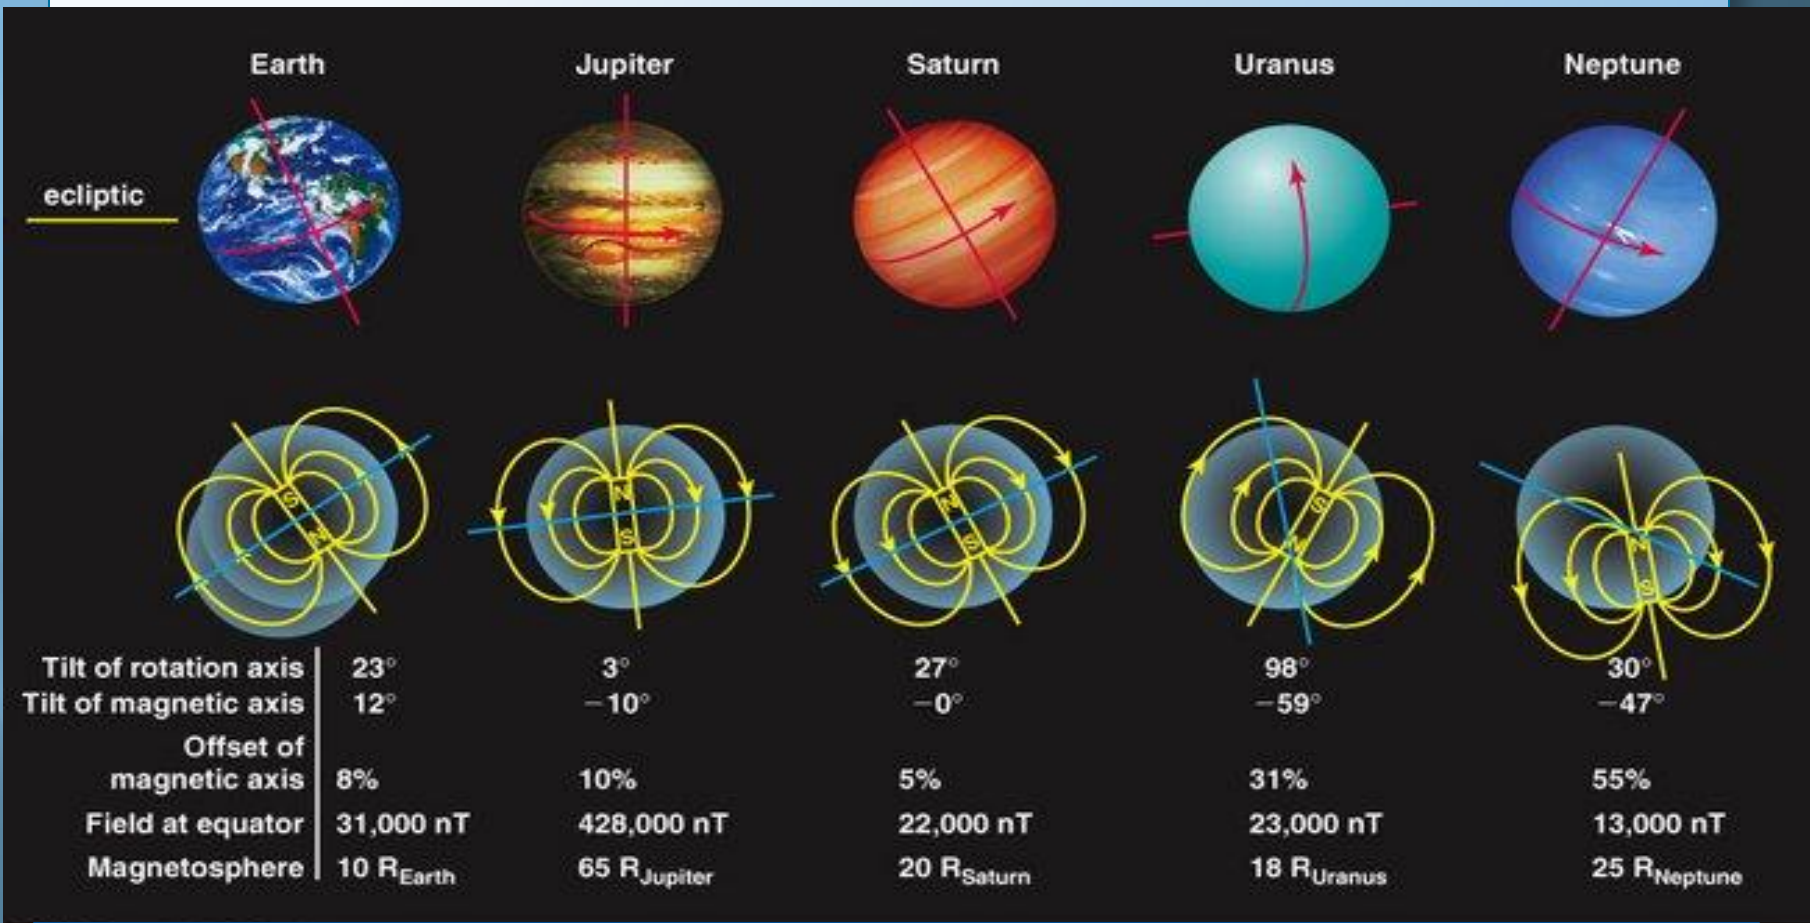 Earth Jupiter Saturn Uranus Neptune
ecliptic
S N N S N S S N N S
Tilt of rotation axis 23° 3° 27° 98° 30°
Tilt of magnetic axis 12° −10° −0° −59° −47°
Offset of
magnetic axis 8% 10% 5% 31% 55%
Field at equator 31,000 nT 428,000 nT 22,000 nT 23,000 nT 13,000 nT
Magnetosphere 10 REarth 65 RJupiter 20 RSaturn 18 RUranus 25 RNeptune